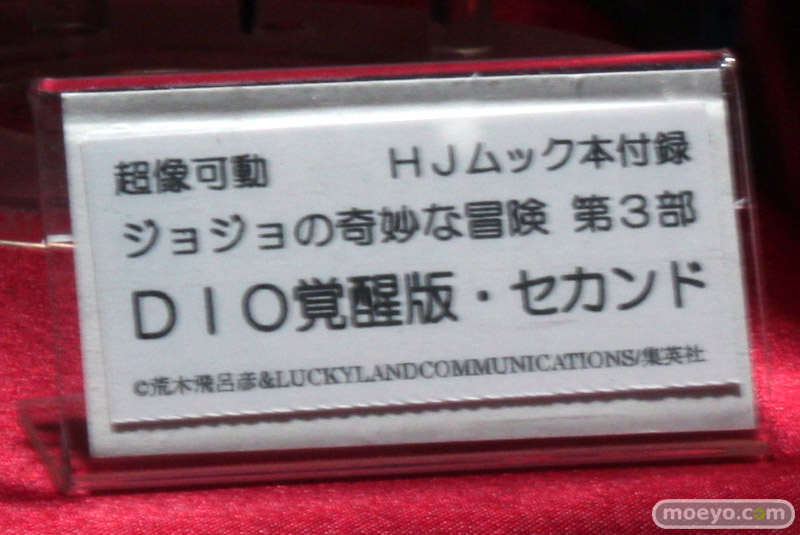 超像可動 HJムック本付録
ジョジョの奇妙な冒険 第3部
DIO覚醒版・セカンド
©荒木飛呂彦&LUCKYLANDCOMMUNICATIONS/集英社
moeyo.com